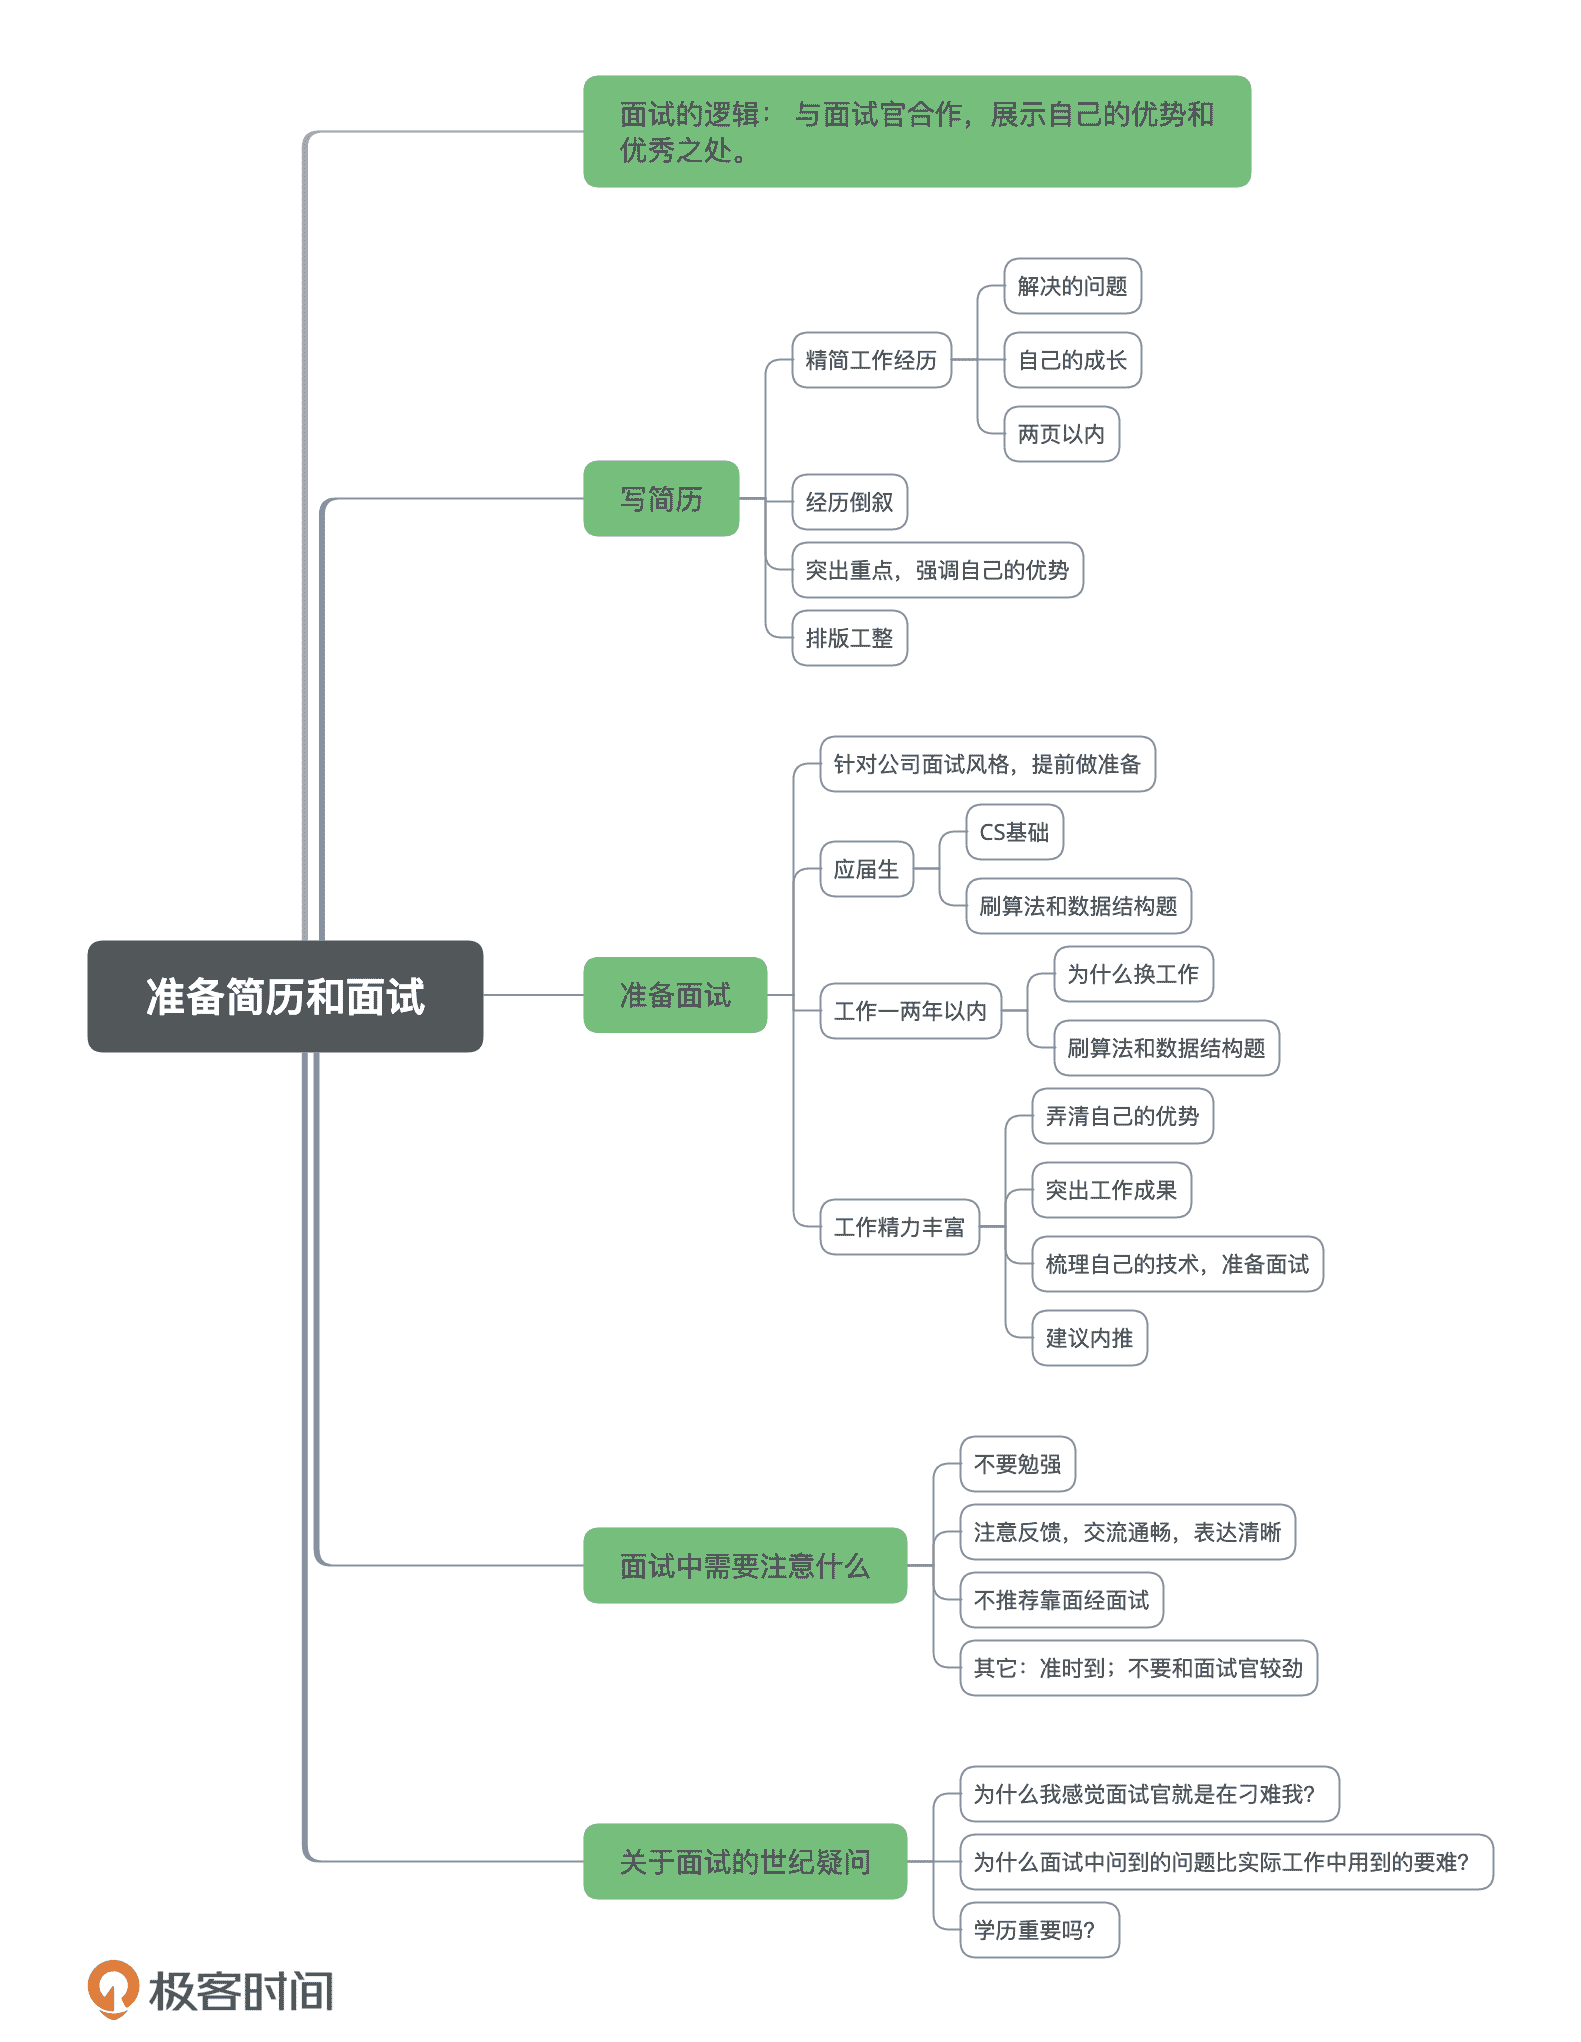 面试的逻辑： 与面试官合作，展示自己的优势和
优秀之处。
解决的问题
精简工作经历
自己的成长
两页以内
写简历
经历倒叙
突出重点，强调自己的优势
排版工整
针对公司面试风格，提前做准备
CS基础
应届生
刷算法和数据结构题
为什么换工作
准备简历和面试
准备面试
工作一两年以内
刷算法和数据结构题
弄清自己的优势
突出工作成果
工作精力丰富
梳理自己的技术，准备面试
建议内推
不要勉强
注意反馈，交流通畅，表达清晰
面试中需要注意什么
不推荐靠面经面试
其它：准时到；不要和面试官较劲
为什么我感觉面试官就是在刁难我？
关于面试的世纪疑问
为什么面试中问到的问题比实际工作中用到的要难？
学历重要吗？
极客时间